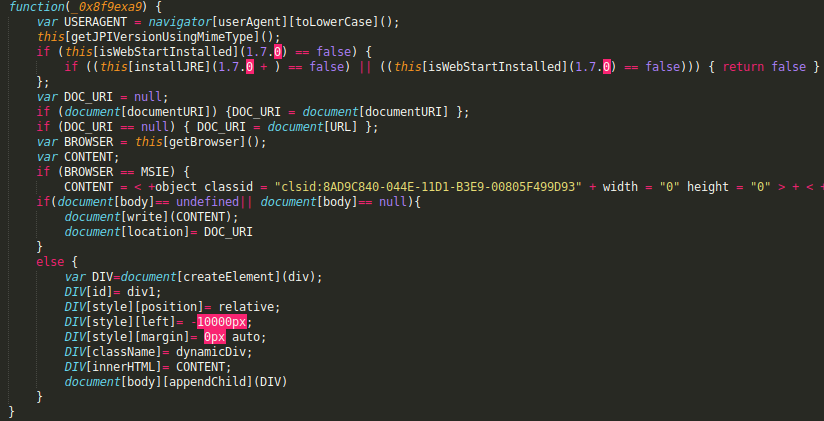 function(_0x8f9exa9) {
var USERAGENT = navigator[userAgent][toLowerCase]();
this[getJPIVersionUsingMimeType]();
if (this[isWebStartInstalled](1.7.0) == false) {
if ((this[installJRE](1.7.0 + ) == false) || ((this[isWebStartInstalled](1.7.0) == false))) { return false }
};
var DOC_URI = null;
if (document[documentURI]) {DOC_URI = document[documentURI] };
if (DOC_URI == null) { DOC_URI = document[URL] };
var BROWSER = this[getBrowser]();
var CONTENT;
if (BROWSER == MSIE) {
CONTENT = < +object classid = "clsid:8AD9C840-044E-11D1-B3E9-00805F499D93" + width = "0" height = "0" > + < +
if(document[body]== undefined|| document[body]== null){
document[write](CONTENT);
document[location]= DOC_URI
}
else {
var DIV=document[createElement](div);
DIV[id]= div1;
DIV[style][position]= relative;
DIV[style][left]= -10000px;
DIV[style][margin]= 0px auto;
DIV[className]= dynamicDiv;
DIV[innerHTML]= CONTENT;
document[body][appendChild](DIV)
}
}